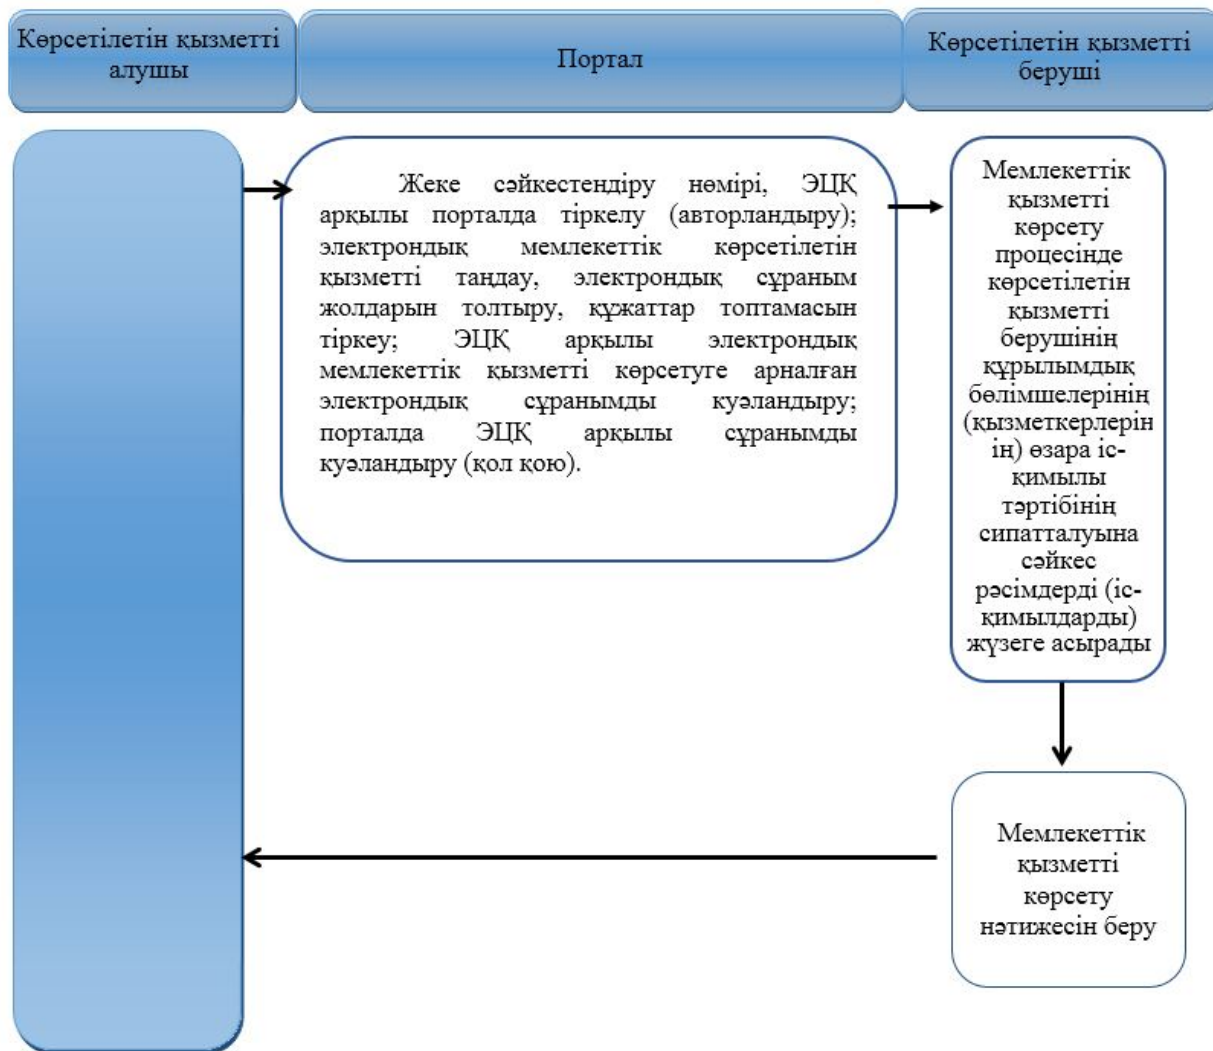 Көрсетілетін қызметті
алушы
Портал
Көрсетілетін қызметті
беруші
Жеке сәйкестендіру нөмірі, ЭЦҚ
арқылы порталда тіркелу (авторландыру);
электрондық мемлекеттік көрсетілетін
қызметті таңдау, электрондық сұраным
жолдарын толтыру, құжаттар топтамасын
тіркеу; ЭЦҚ арқылы электрондық
мемлекеттік қызметті көрсетуге арналған
электрондық сұранымды куәландыру;
порталда ЭЦҚ арқылы сұранымды
куәландыру (қол қою).
Мемлекеттік
қызметті
көрсету
процесінде
көрсетілетін
қызметті
берушінің
құрылымдық
бөлімшелерінің
(қызметкерлерін
ің) өзара іс-
қимылы
тәртібінің
сипатталуына
сәйкес
рәсімдерді (іс-
қимылдарды)
жүзеге асырады
Мемлекеттік
қызметті
көрсету
нәтижесін беру